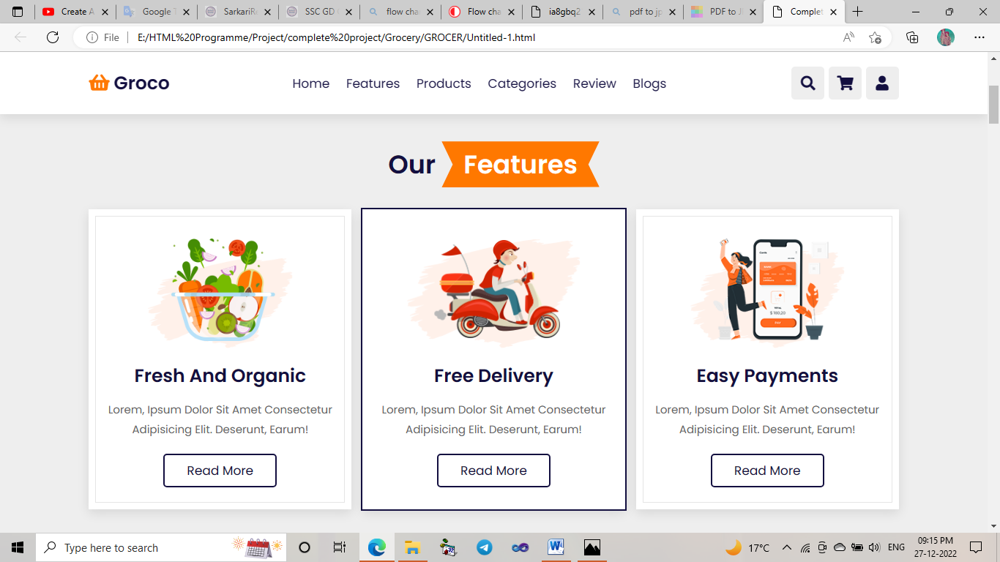 Create A
Google T
SarkariRe
SSC GD
flow cha
Flow cha
ia8gbq2
pdf to jp
PDF to J
Complet
File
E:/HTML%20Programme/Project/complete%20project/Grocery/GROCER/Untitled-1.html
Groco
Home Features Products Categories Review Blogs
Our Features
Fresh And Organic
Lorem, Ipsum Dolor Sit Amet Consectetur
Adipisicing Elit. Deserunt, Earum!
Read More
Free Delivery
Lorem, Ipsum Dolor Sit Amet Consectetur
Adipisicing Elit. Deserunt, Earum!
Read More
Easy Payments
Lorem, Ipsum Dolor Sit Amet Consectetur
Adipisicing Elit. Deserunt, Earum!
Read More
Type here to search
17°C
ENG
09:15 PM
27-12-2022